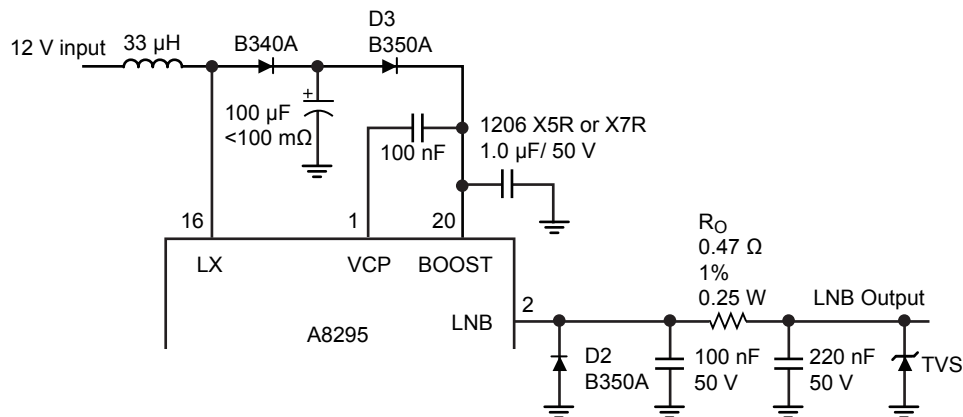 D3
B350A
12 V input
33 µH
B340A
+
100 µF
<100 mΩ
100 nF
1206 X5R or X7R
1.0 µF/ 50 V
16
1
20
LX
VCP
BOOST
LNB
2
A8295
R_O
0.47 Ω
1%
0.25 W
LNB Output
D2
B350A
100 nF
50 V
220 nF
50 V
TVS